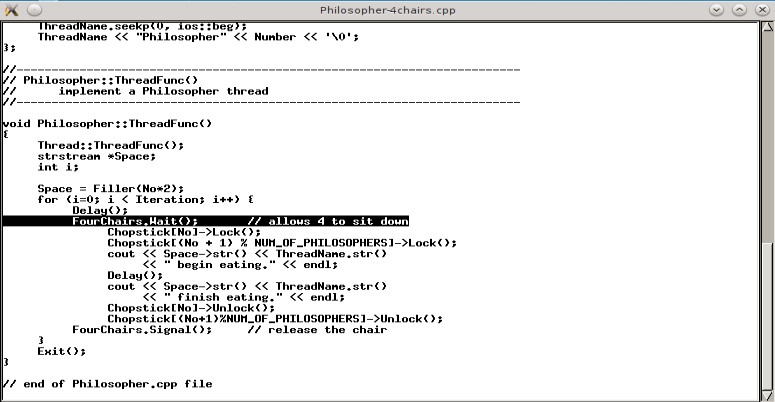 Philosopher-4chairs.cpp
ThreadName.seekp(0, ios::beg);
ThreadName << "Philosopher" << Number << '\0';
};
//------------------------------------------------------------------------
// Philosopher::ThreadFunc()
//      implement a Philosopher thread
//------------------------------------------------------------------------
void Philosopher::ThreadFunc()
{
Thread::ThreadFunc();
strstream *Space;
int i;
Space = Filler(No*2);
for (i=0; i < Iteration; i++) {
Delay();
FourChairs.Wait();       // allows 4 to sit down
Chopstick[No]->Lock();
Chopstick[(No + 1) % NUM_OF_PHILOSOPHERS]->Lock();
cout << Space->str() << ThreadName.str()
<< " begin eating." << endl;
Delay();
cout << Space->str() << ThreadName.str()
<< " finish eating." << endl;
Chopstick[No]->Unlock();
Chopstick[(No+1)%NUM_OF_PHILOSOPHERS]->Unlock();
FourChairs.Signal();     // release the chair
}
Exit();
}
// end of Philosopher.cpp file